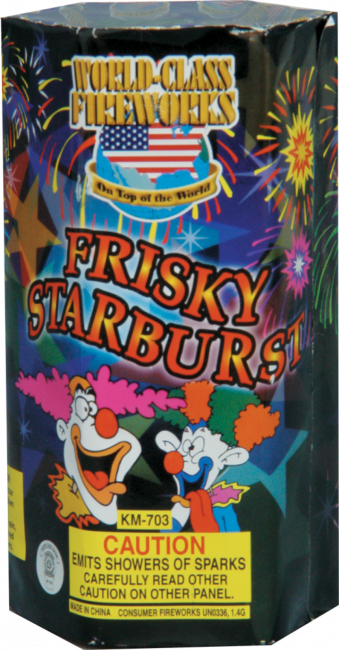 WORLD-CLASS
FIREWORKS
On Top of the World
FRISKY
STARBURST
KM-703
CAUTION
EMITS SHOWERS OF SPARKS
CAREFULLY READ OTHER
CAUTION ON OTHER PANEL.
MADE IN CHINA CONSUMER FIREWORKS UN0336, 1.4G